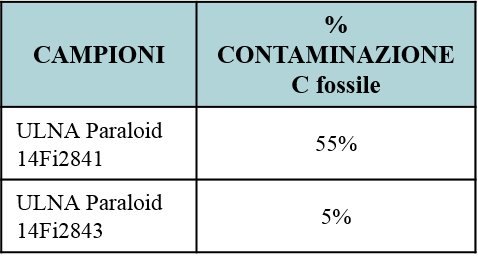 CAMPIONI
%
CONTAMINAZIONE
C fossile
ULNA Paraloid
14Fi2841
55%
ULNA Paraloid
14Fi2843
5%